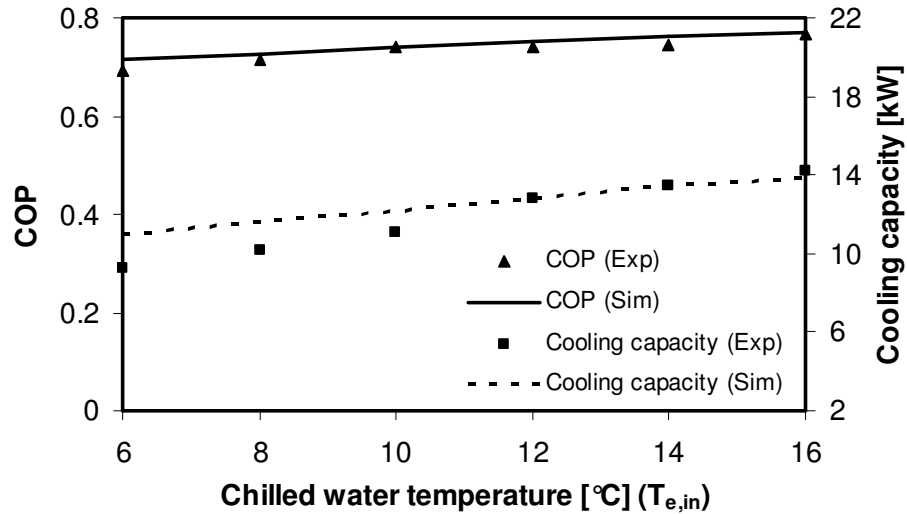 0.8
0.6
0.4
0.2
0
COP
22
18
14
10
6
2
Cooling capacity [kW]
COP (Exp)
COP (Sim)
Cooling capacity (Exp)
Cooling capacity (Sim)
6 8 10 12 14 16
Chilled water temperature [°C] (Te,in)